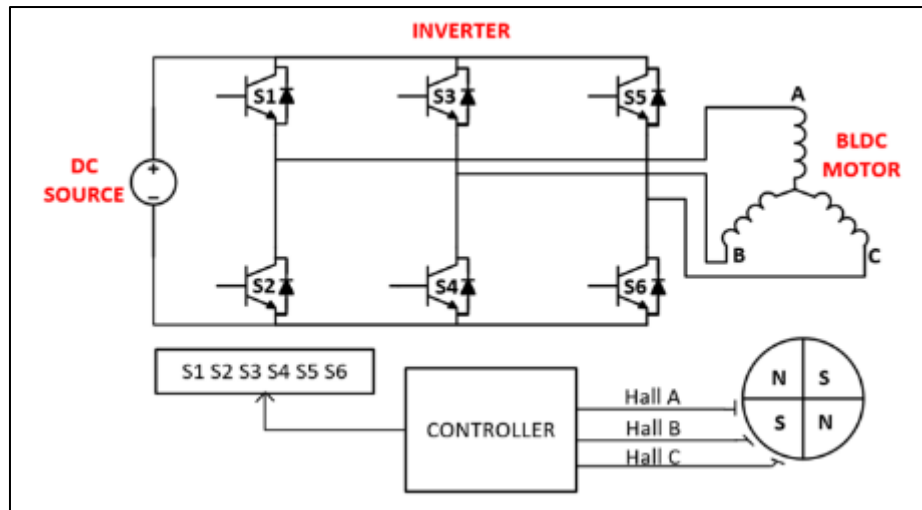 INVERTER
S1
S3
S5
A
DC
SOURCE
+
−
BLDC
MOTOR
B
C
S2
S4
S6
S1 S2 S3 S4 S5 S6
CONTROLLER
Hall A
Hall B
Hall C
N S
S N